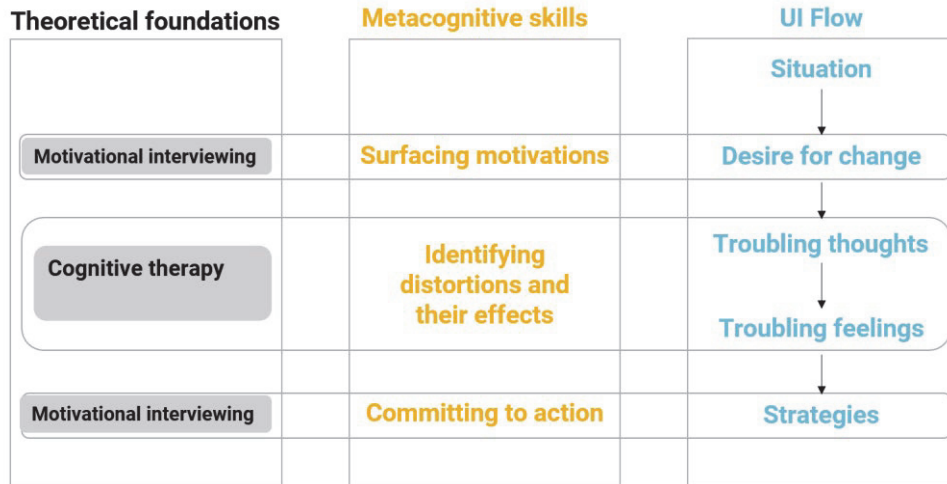 Theoretical foundations
Metacognitive skills
UI Flow
Situation
Motivational interviewing
Surfacing motivations
Desire for change
Cognitive therapy
Identifying
distortions and
their effects
Troubling thoughts
Troubling feelings
Motivational interviewing
Committing to action
Strategies